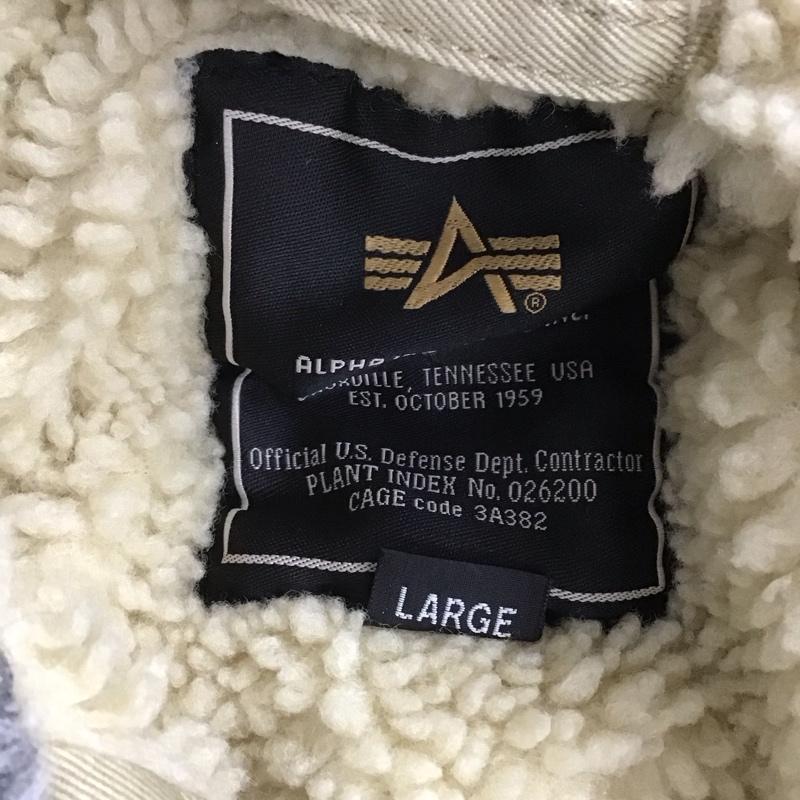 ®
ALPHA
TENNESSEE USA
EST. OCTOBER 1959
Official U.S. Defense Dept. Contractor
PLANT INDEX No. 026200
CAGE code 3A382
LARGE